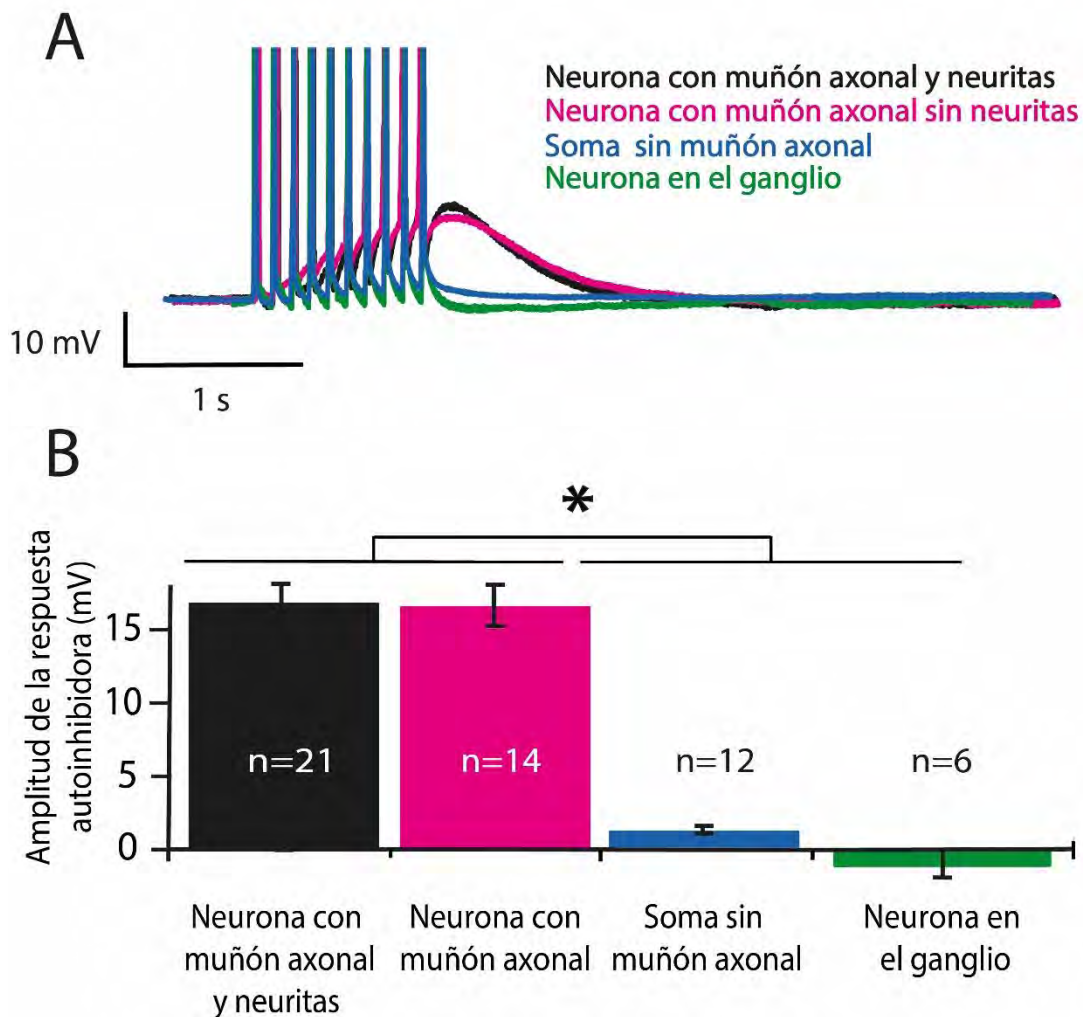 A
Neurona con muñón axonal y neuritas
Neurona con muñón axonal sin neuritas
Soma sin muñón axonal
Neurona en el ganglio
10 mV
1 s
B
*
Amplitud de la respuesta
autoinhibidora (mV)
15
10
5
0
n=21
n=14
n=12
n=6
Neurona con
muñón axonal
y neuritas
Neurona con
muñón axonal
Soma sin
muñón axonal
Neurona en
el ganglio